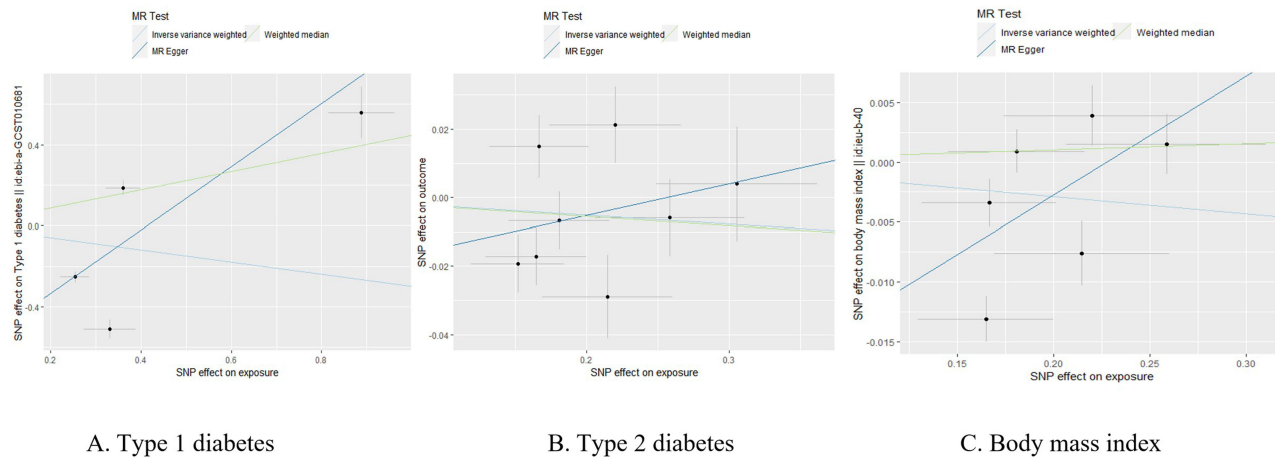 MR Test
Inverse variance weighted
Weighted median
MR Egger
SNP effect on Type 1 diabetes || id:ebi-a-GCST010681
0.4
0.0
-0.4
0.2
0.4
0.6
0.8
SNP effect on exposure
A. Type 1 diabetes
MR Test
Inverse variance weighted
Weighted median
MR Egger
SNP effect on outcome
0.02
0.00
-0.02
-0.04
0.2
0.3
SNP effect on exposure
B. Type 2 diabetes
MR Test
Inverse variance weighted
Weighted median
MR Egger
SNP effect on body mass index || id:ieu-b-40
0.005
0.000
-0.005
-0.010
-0.015
0.15
0.20
0.25
0.30
SNP effect on exposure
C. Body mass index